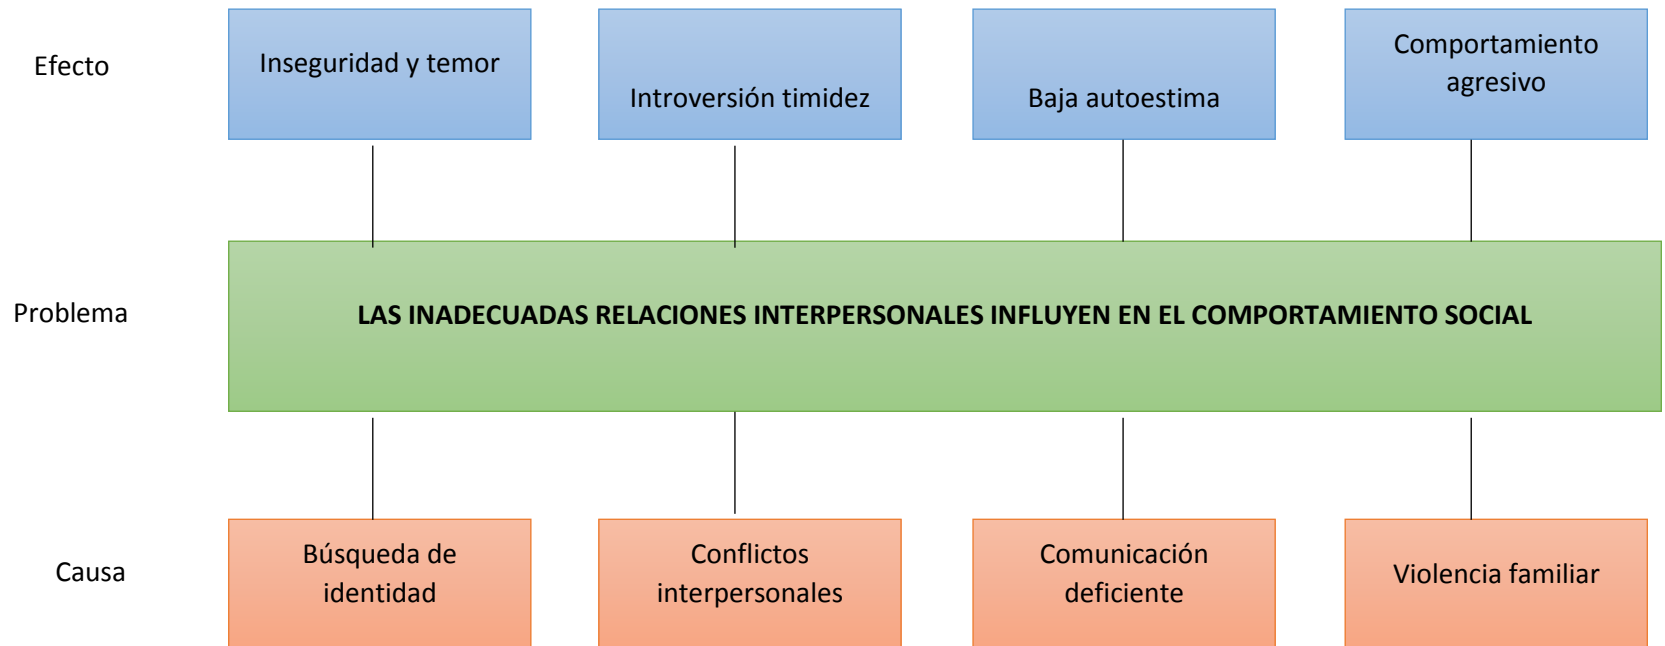 Efecto
Inseguridad y temor
Introversión timidez
Baja autoestima
Comportamiento
agresivo
Problema
LAS INADECUADAS RELACIONES INTERPERSONALES INFLUYEN EN EL COMPORTAMIENTO SOCIAL
Causa
Búsqueda de
identidad
Conflictos
interpersonales
Comunicación
deficiente
Violencia familiar